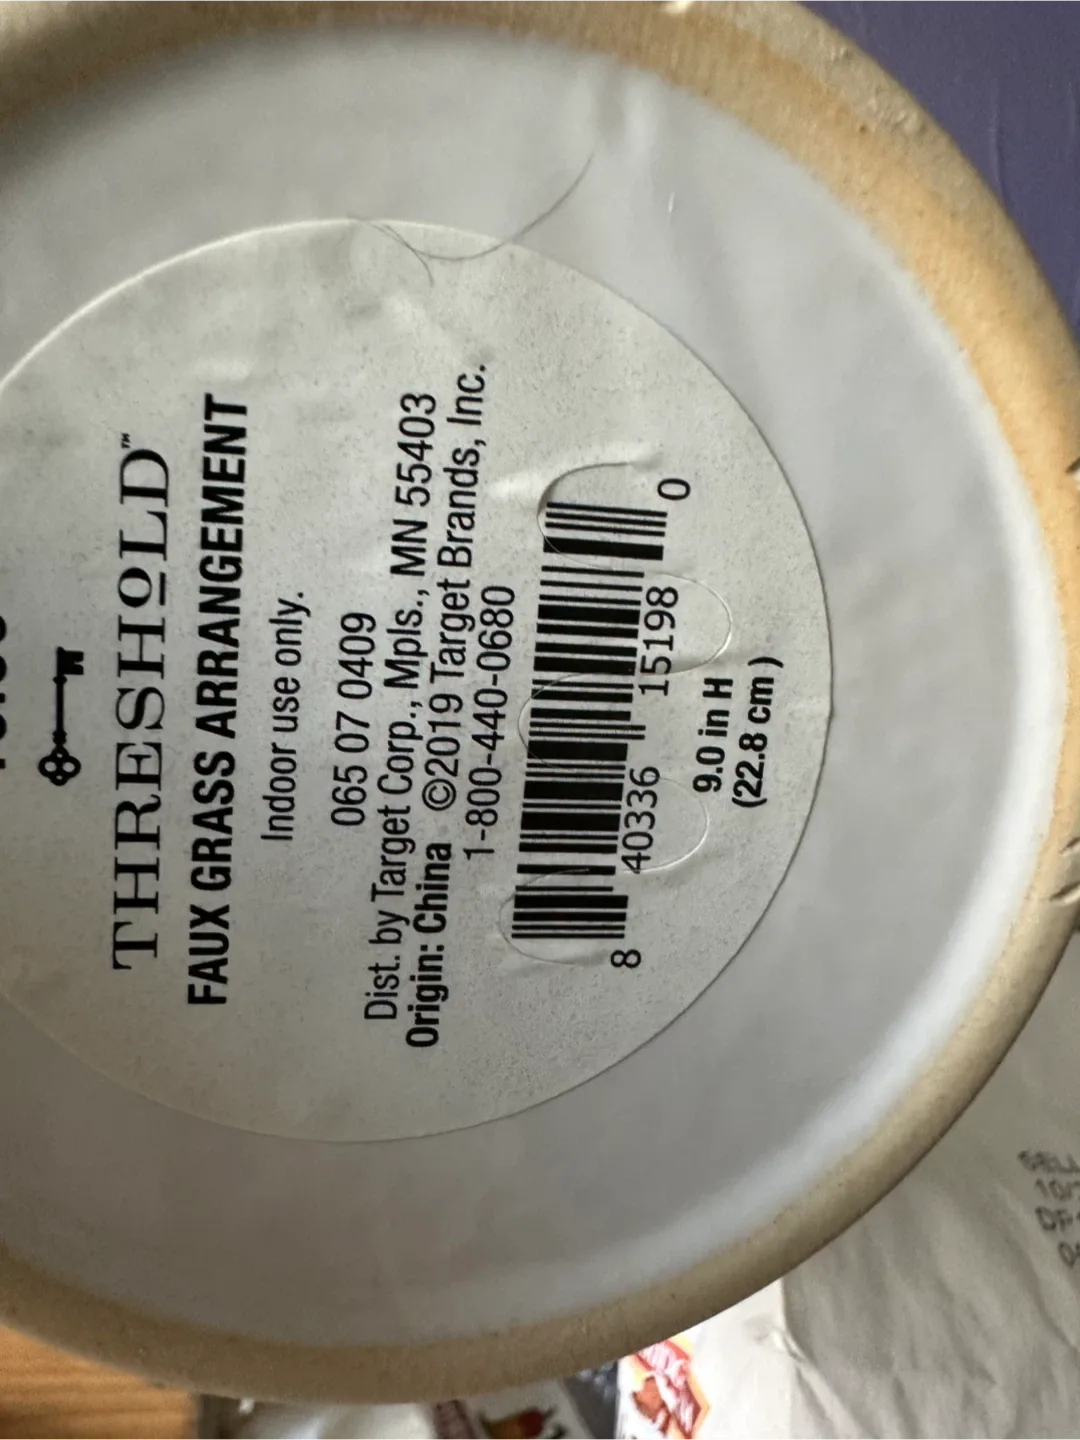 THRESHOLD™
FAUX GRASS ARRANGEMENT
Indoor use only.
065 07 0409
Dist. by Target Corp., Mpls., MN 55403
Origin: China ©2019 Target Brands, Inc.
1-800-440-0680
8 40336 15198 0
9.0 in H
(22.8 cm )